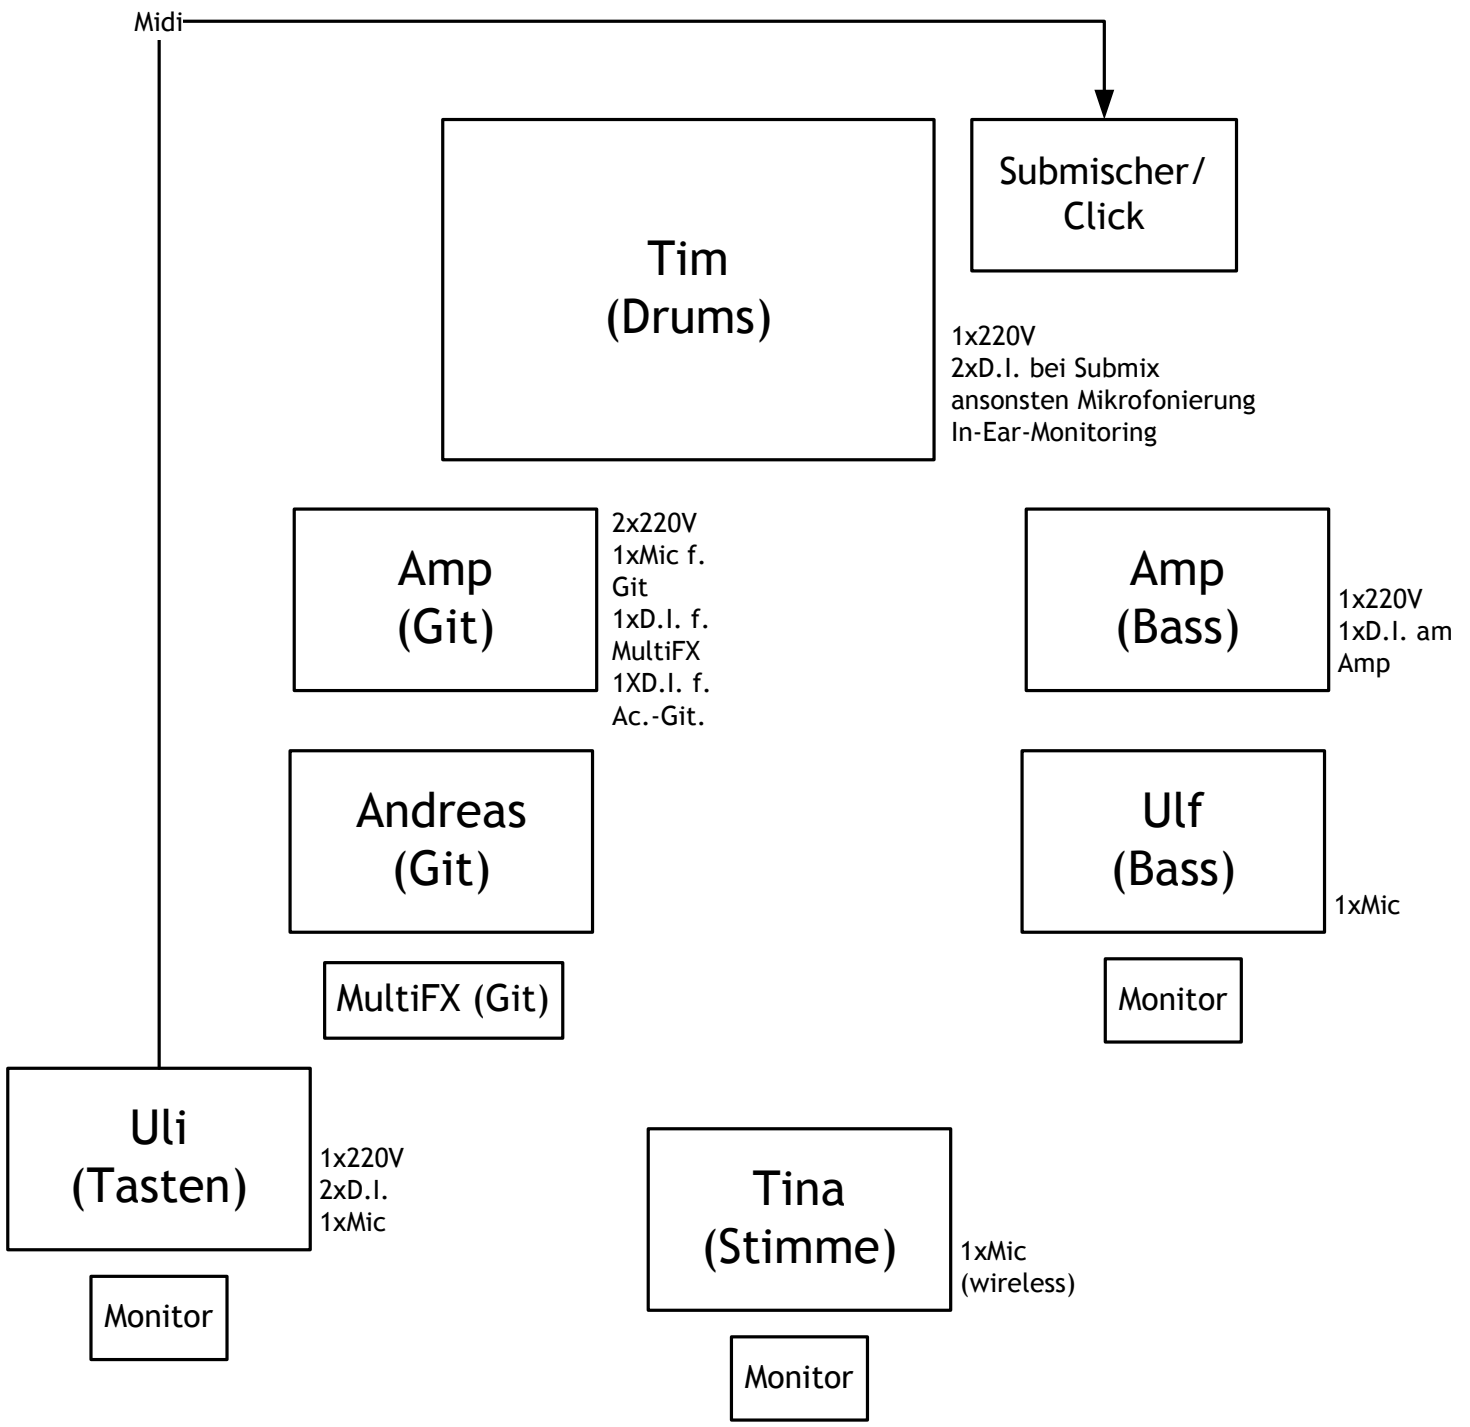 Midi
Submischer/
Click
Tim
(Drums)
1x220V
2xD.I. bei Submix
ansonsten Mikrofonierung
In-Ear-Monitoring
Amp
(Git)
2x220V
1xMic f.
Git
1xD.I. f.
MultiFX
1XD.I. f.
Ac.-Git.
Amp
(Bass)
1x220V
1xD.I. am
Amp
Andreas
(Git)
Ulf
(Bass)
1xMic
MultiFX (Git)
Monitor
Uli
(Tasten)
1x220V
2xD.I.
1xMic
Tina
(Stimme)
1xMic
(wireless)
Monitor
Monitor